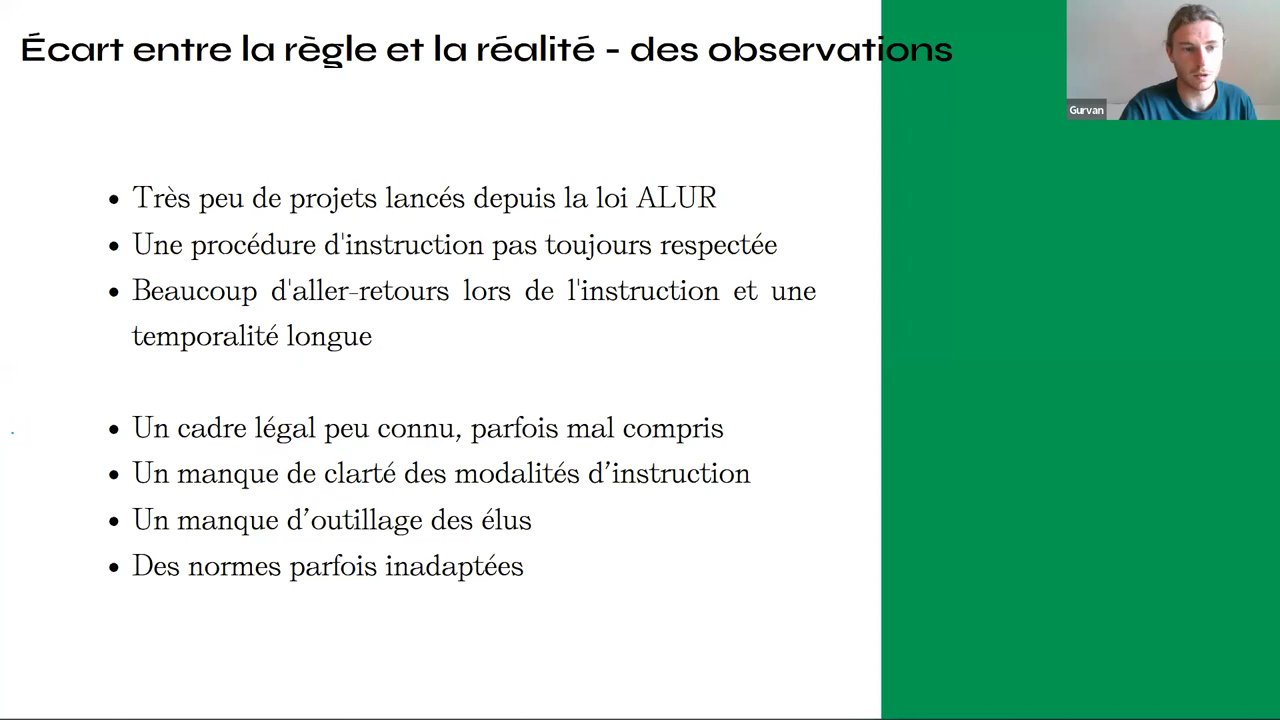 Écart entre la règle et la réalité - des observations
Gurvan
• Très peu de projets lancés depuis la loi ALUR
• Une procédure d'instruction pas toujours respectée
• Beaucoup d'aller-retours lors de l'instruction et une
temporalité longue
• Un cadre légal peu connu, parfois mal compris
• Un manque de clarté des modalités d’instruction
• Un manque d’outillage des élus
• Des normes parfois inadaptées